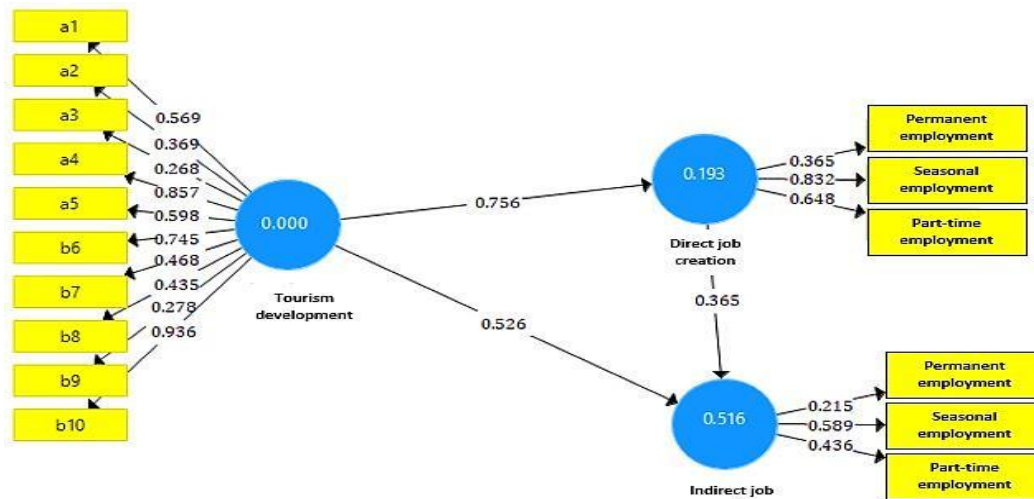 a1
a2
a3
a4
a5
b6
b7
b8
b9
b10
0.569
0.369
0.268
0.857
0.598
0.745
0.468
0.435
0.278
0.936
0.000
Tourism
development
0.756
0.526
0.193
Direct job
creation
0.365
0.365
0.832
0.648
Permanent
employment
Seasonal
employment
Part-time
employment
0.516
Indirect job
0.215
0.589
0.436
Permanent
employment
Seasonal
employment
Part-time
employment